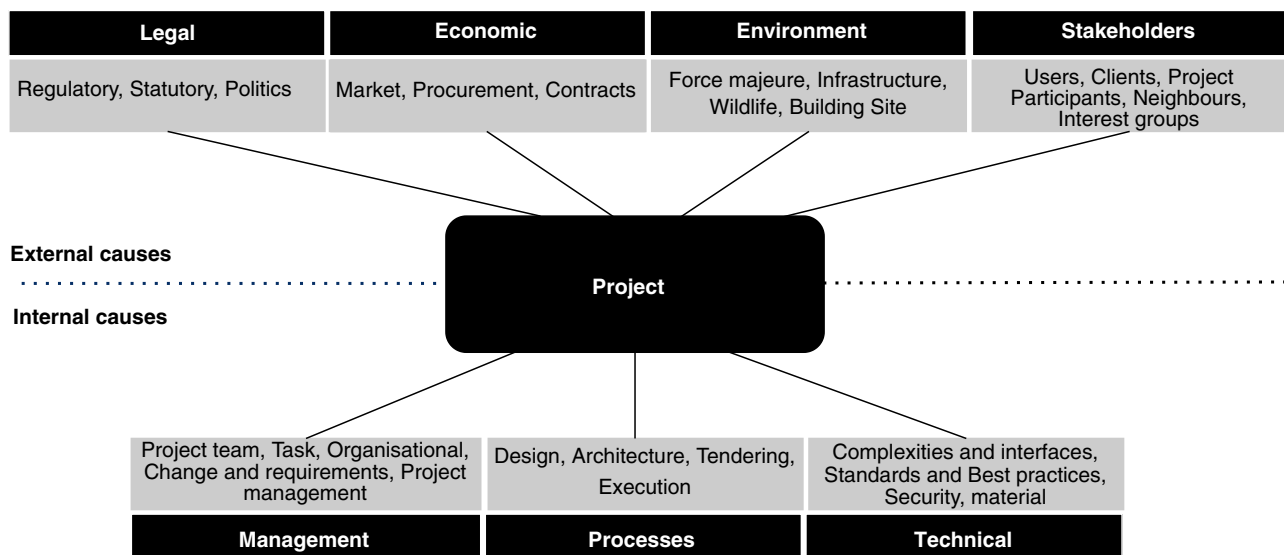 Legal
Economic
Environment
Stakeholders
Regulatory, Statutory, Politics
Market, Procurement, Contracts
Force majeure, Infrastructure,
Wildlife, Building Site
Users, Clients, Project
Participants, Neighbours,
Interest groups
External causes
Project
Internal causes
Project team, Task, Organisational,
Change and requirements, Project
management
Design, Architecture, Tendering,
Execution
Complexities and interfaces,
Standards and Best practices,
Security, material
Management
Processes
Technical